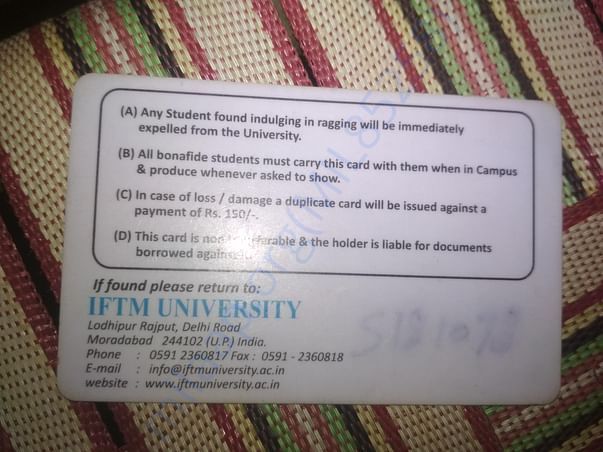 (A) Any Student found indulging in ragging will be immediately
expelled from the University.
(B) All bonafide students must carry this card with them when in Campus
& produce whenever asked to show.
(C) In case of loss / damage a duplicate card will be issued against a
payment of Rs. 150/-.
(D) This card is & the holder is liable for documents
borrowed
If found please return to:
IFTM UNIVERSITY
Lodhipur Rajput, Delhi Road
Moradabad 244102 (U.P.) India.
Phone : 0591 2360817 Fax : 0591 - 2360818
E-mail : info@iftmuniversity.ac.in
website : www.iftmuniversity.ac.in